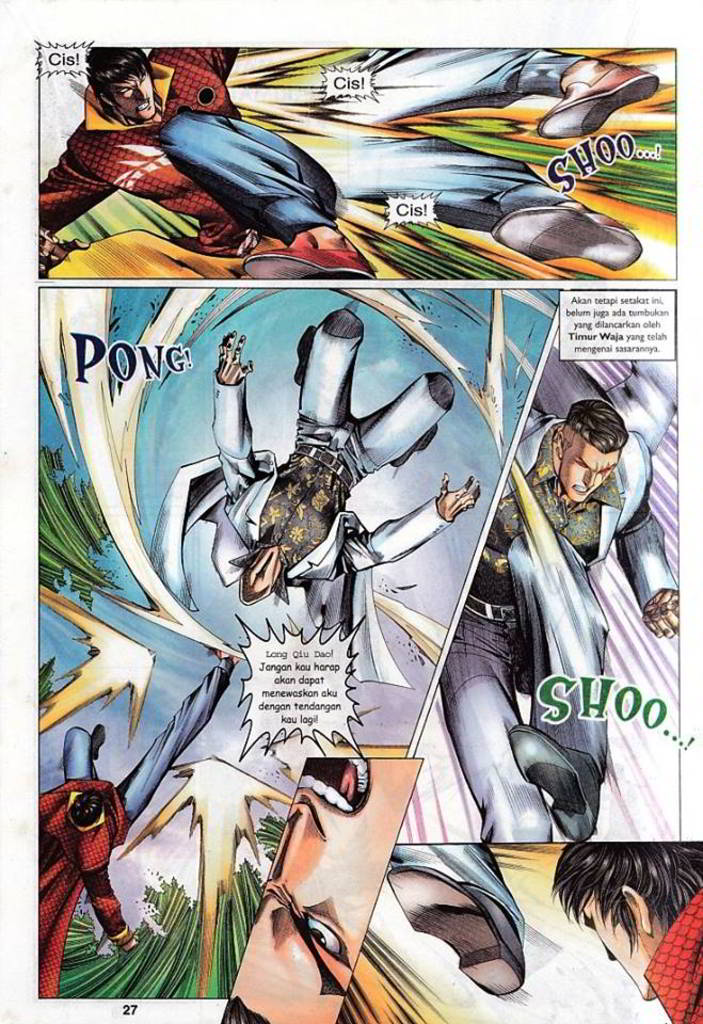 Cis!
Cis!
SHOO...!
Cis!
PONG!
Akan tetapi setakat ini,
belum juga ada tumbukan
yang dilancarkan oleh
Timur Waja yang telah
mengenai sasarannya.
Long Qiu Dao!
Jangan kau harap
akan dapat
menewaskan aku
dengan tendangan
kau lagi!
SHOO...!
27